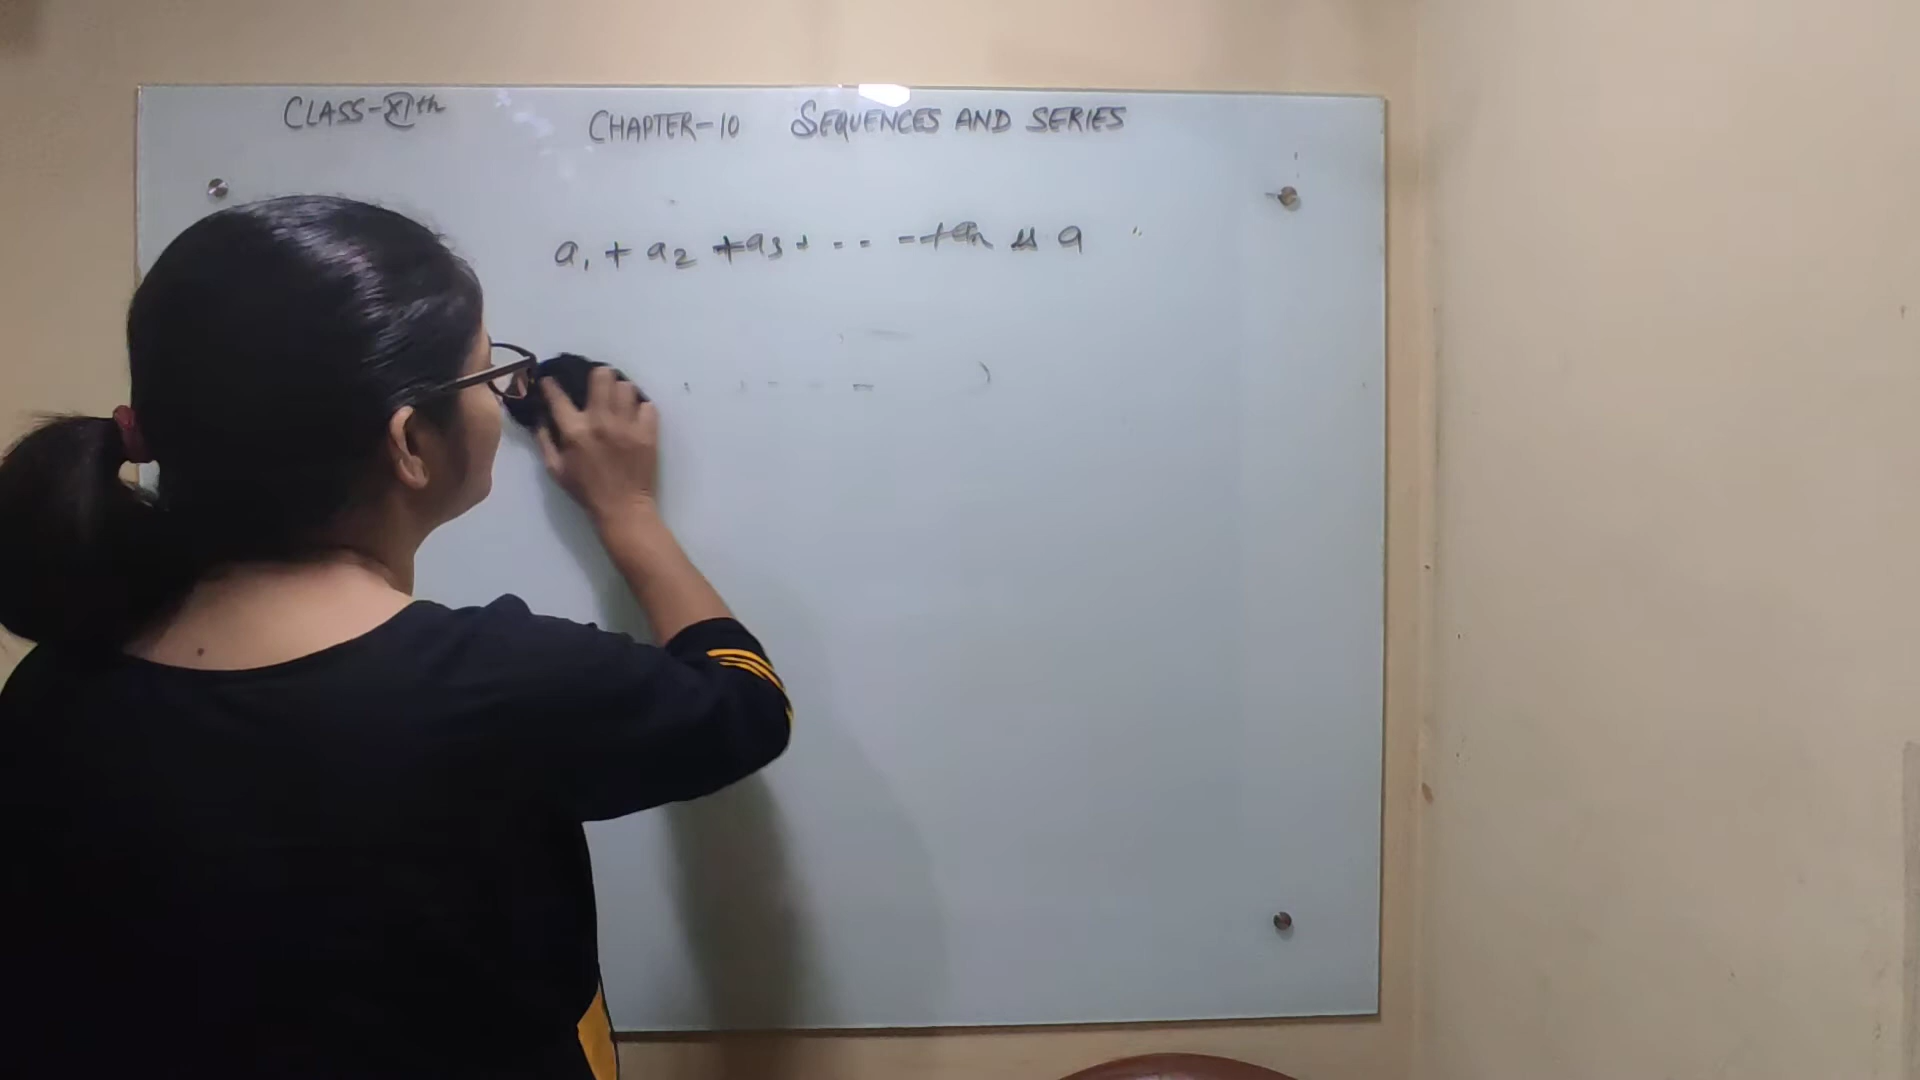 CLASS-XIth CHAPTER-10 SEQUENCES AND SERIES
a₁ + a₂ + a₃ + - - - + an is a